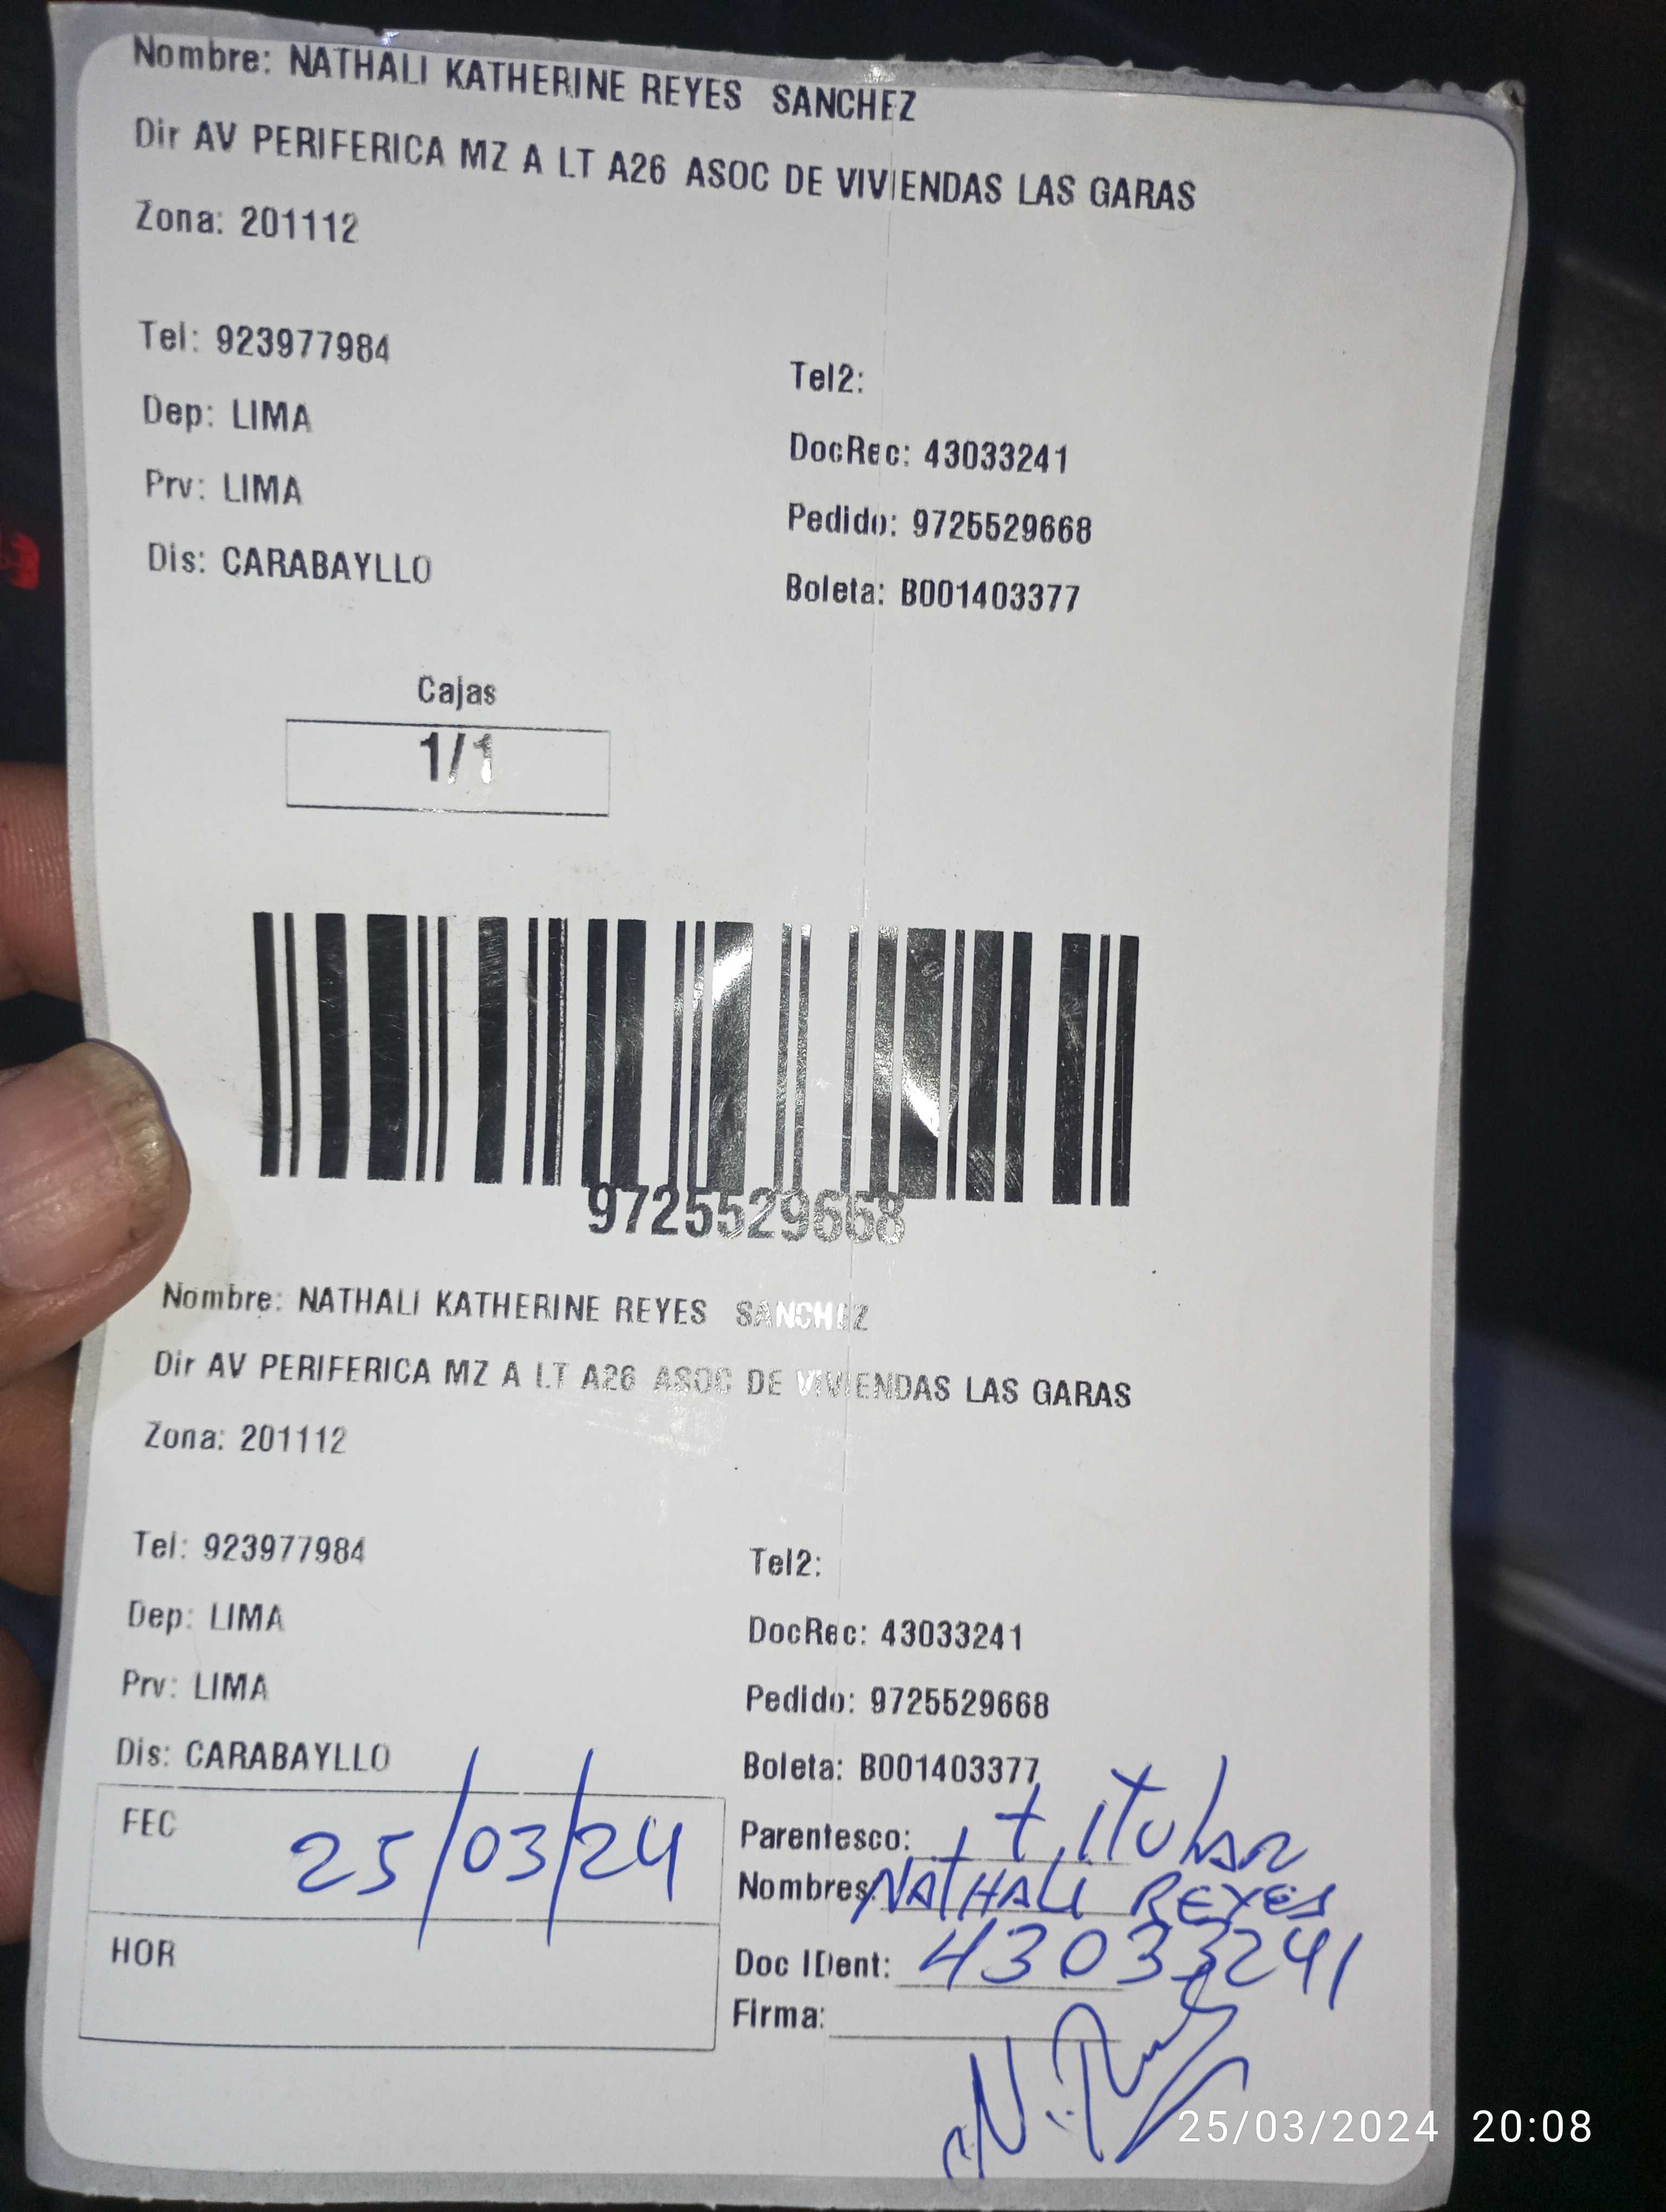 Nombre: NATHALI KATHERINE REYES SANCHEZ
Dir AV PERIFERICA MZ A LT A26 ASOC DE VIVIENDAS LAS GARAS
Zona: 201112
Tel: 923977984
Tel2:
Dep: LIMA
DocRec: 43033241
Prv: LIMA
Pedido: 9725529668
Dis: CARABAYLLO
Boleta: B001403377
Cajas
1/1
9725529668
Nombre: NATHALI KATHERINE REYES SANCHEZ
Dir AV PERIFERICA MZ A LT A26 ASOC DE VIVIENDAS LAS GARAS
Zona: 201112
Tel: 923977984
Tel2:
Dep: LIMA
DocRec: 43033241
Prv: LIMA
Pedido: 9725529668
Dis: CARABAYLLO
Boleta: B001403377
FEC 25/03/24
Parentesco: titular
Nombres: NATHALI REYES
HOR
Doc IDent: 43033241
Firma:
25/03/2024 20:08